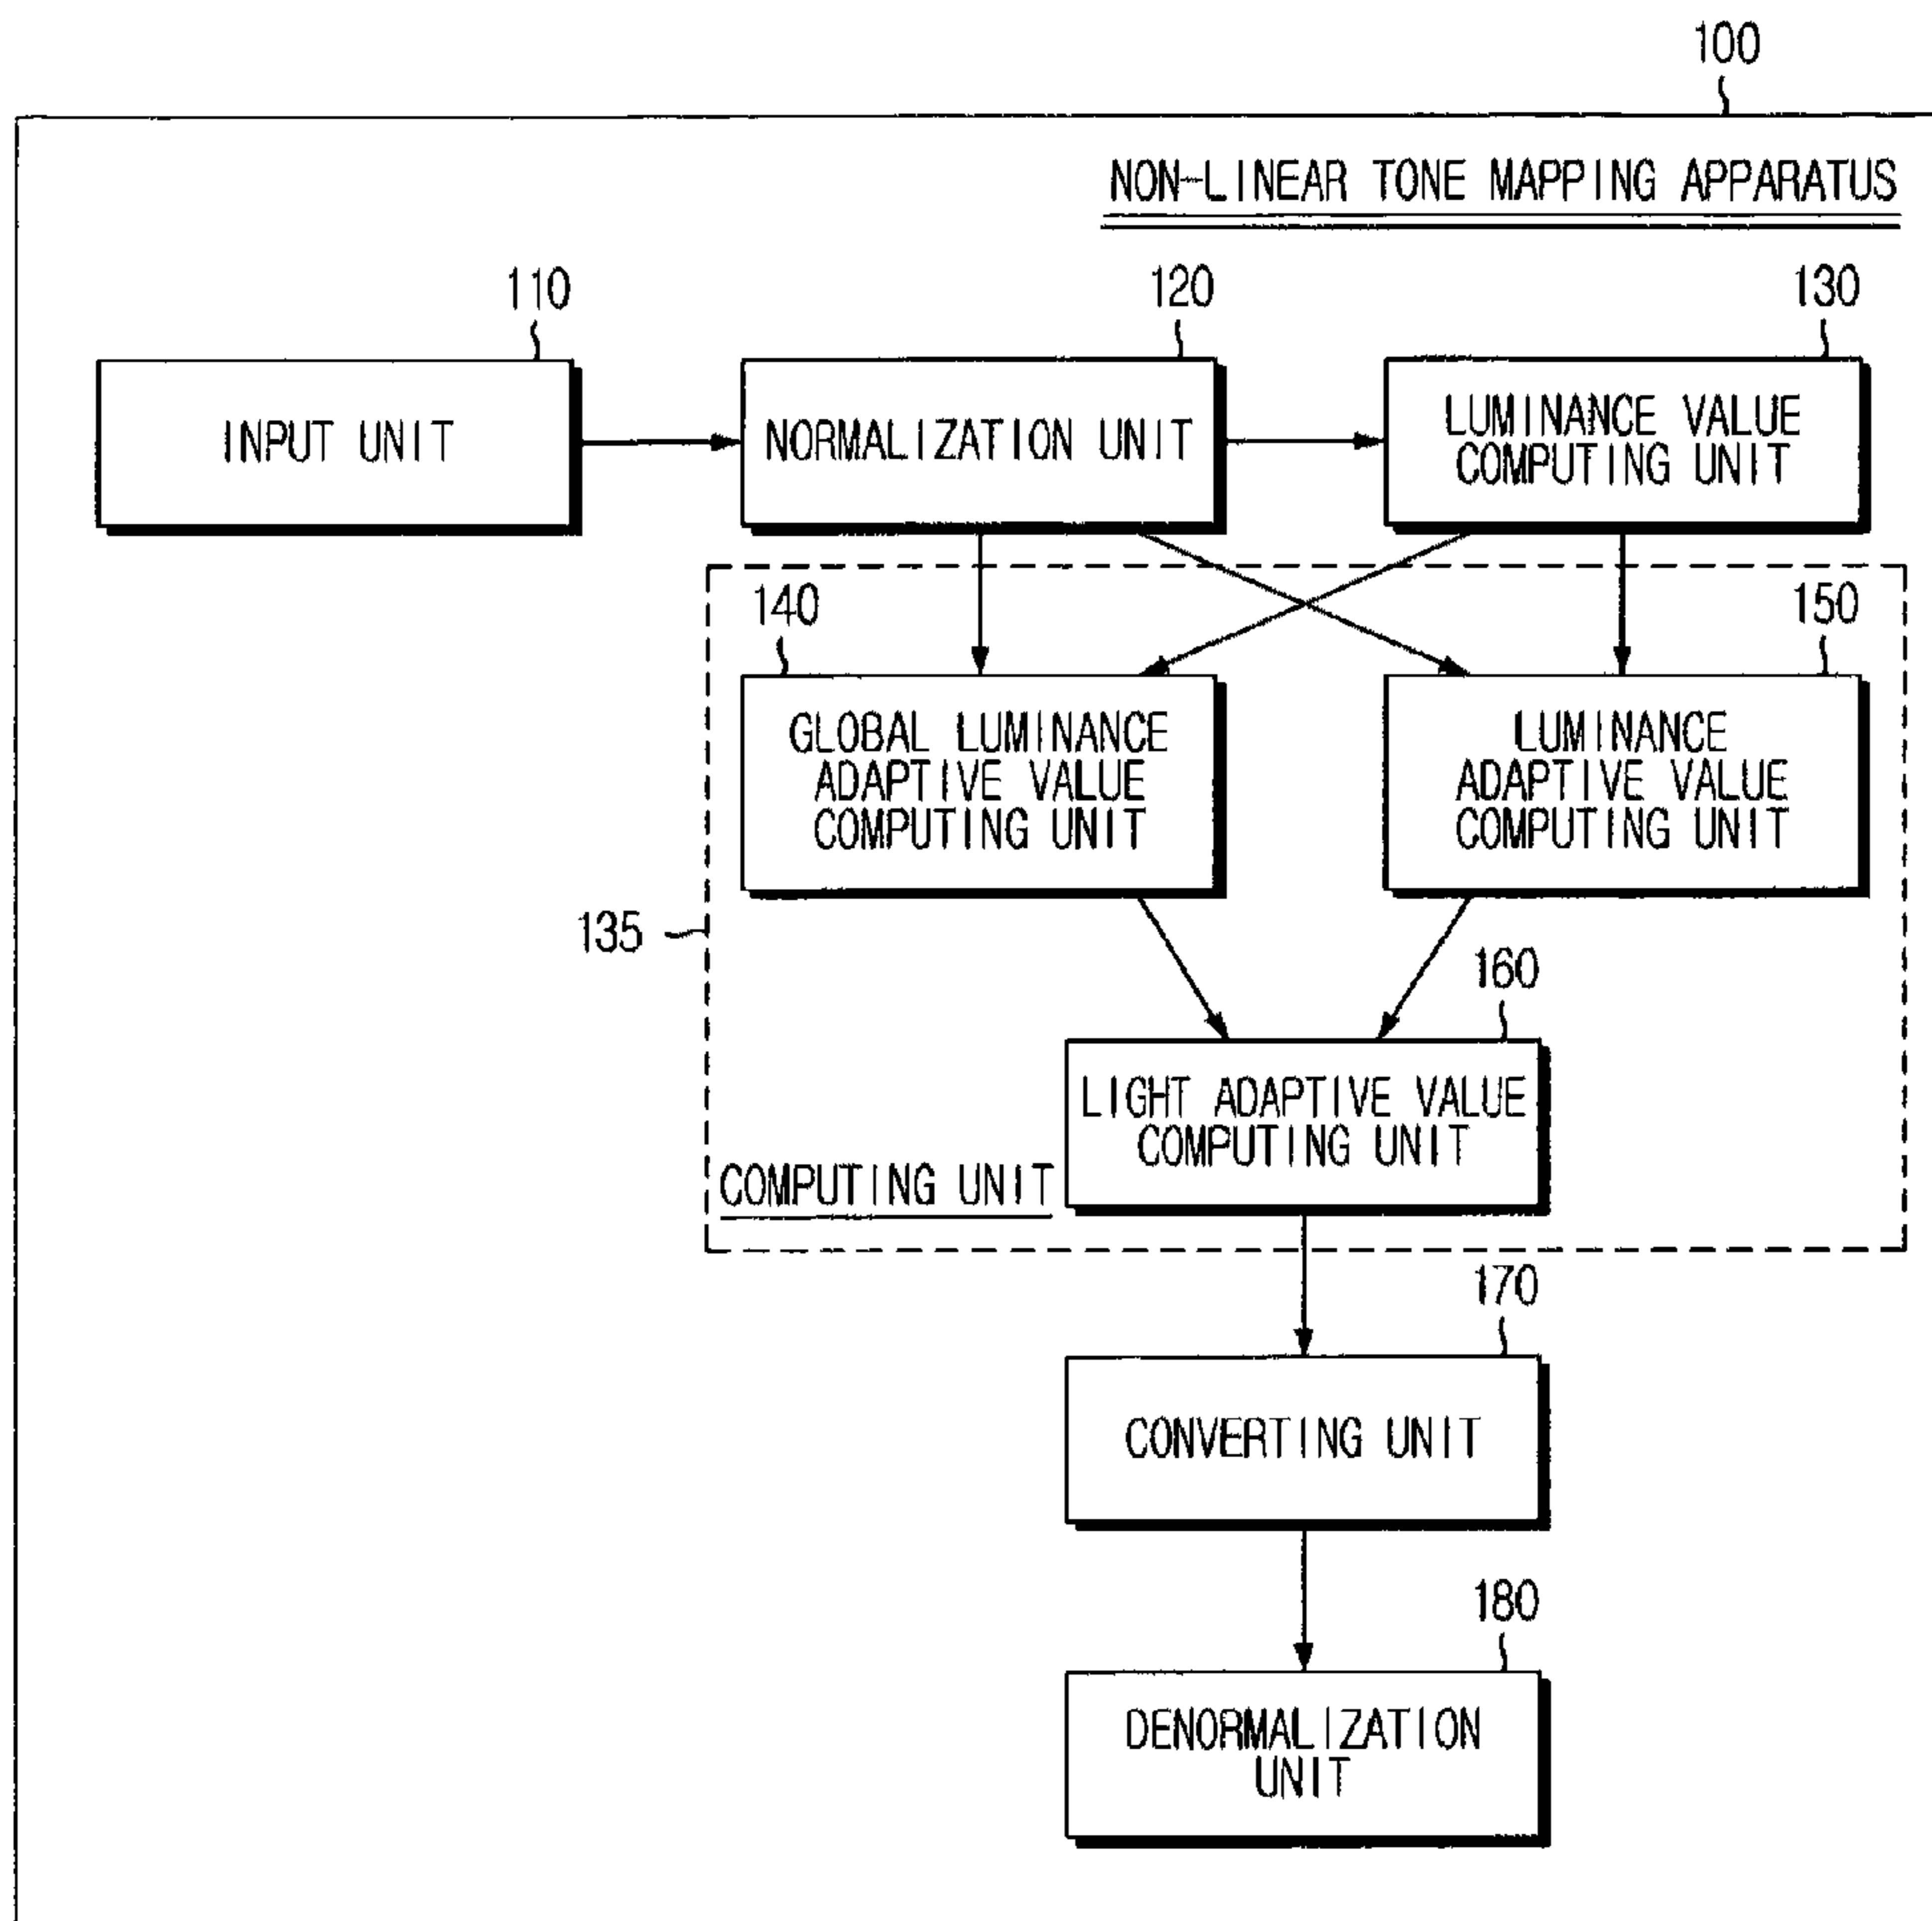 100
NON-LINEAR TONE MAPPING APPARATUS
110
120
130
INPUT UNIT
NORMALIZATION UNIT
LUMINANCE VALUE
COMPUTING UNIT
140
150
GLOBAL LUMINANCE
ADAPTIVE VALUE
COMPUTING UNIT
LUMINANCE
ADAPTIVE VALUE
COMPUTING UNIT
135
160
LIGHT ADAPTIVE VALUE
COMPUTING UNIT
COMPUTING UNIT
170
CONVERTING UNIT
180
DENORMALIZATION
UNIT